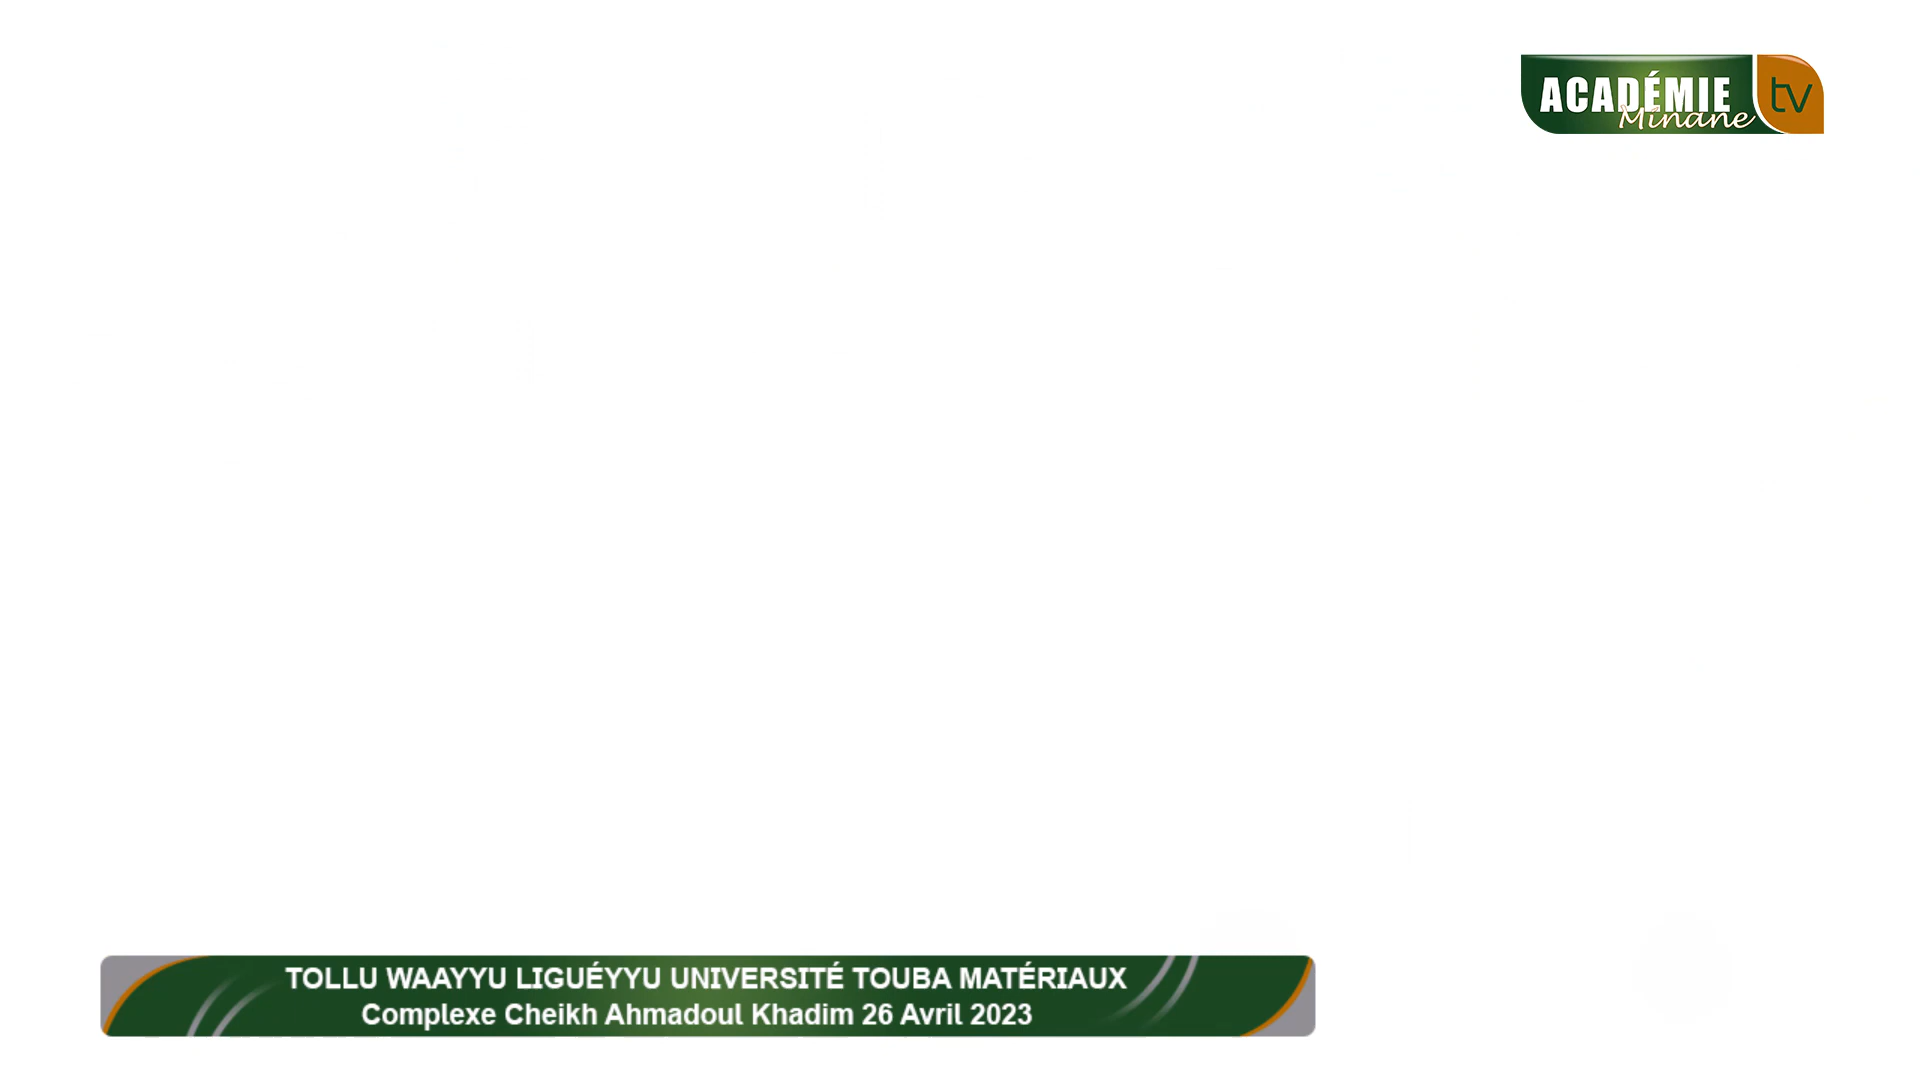 ACADÉMIE tv
Minane
TOLLU WAAYYU LIGUÉYYU UNIVERSITÉ TOUBA MATÉRIAUX
Complexe Cheikh Ahmadoul Khadim 26 Avril 2023